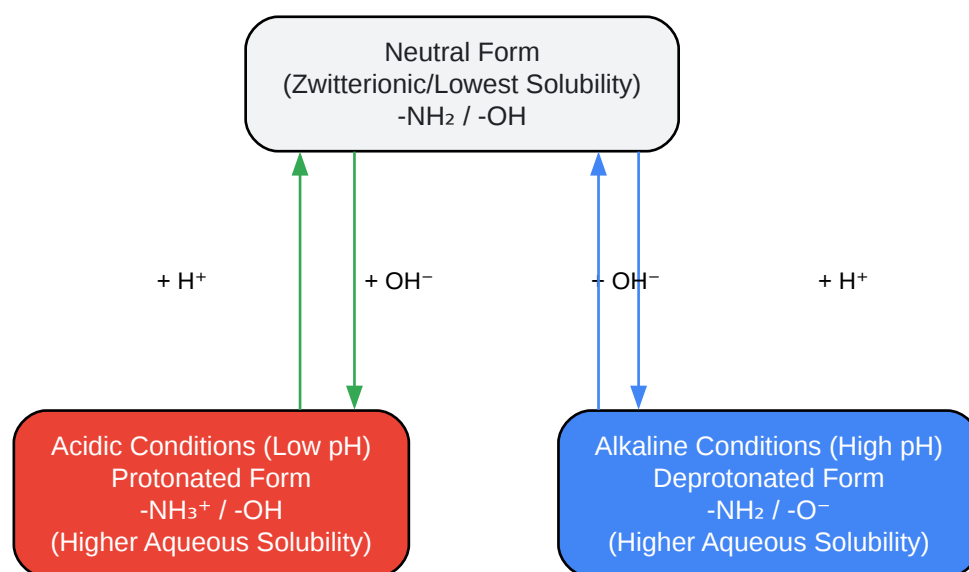 Neutral Form
(Zwitterionic/Lowest Solubility)
-NH₂ / -OH
+ H⁺
+ OH⁻
+ OH⁻
+ H⁺
Acidic Conditions (Low pH)
Protonated Form
-NH₃⁺ / -OH
(Higher Aqueous Solubility)
Alkaline Conditions (High pH)
Deprotonated Form
-NH₂ / -O⁻
(Higher Aqueous Solubility)